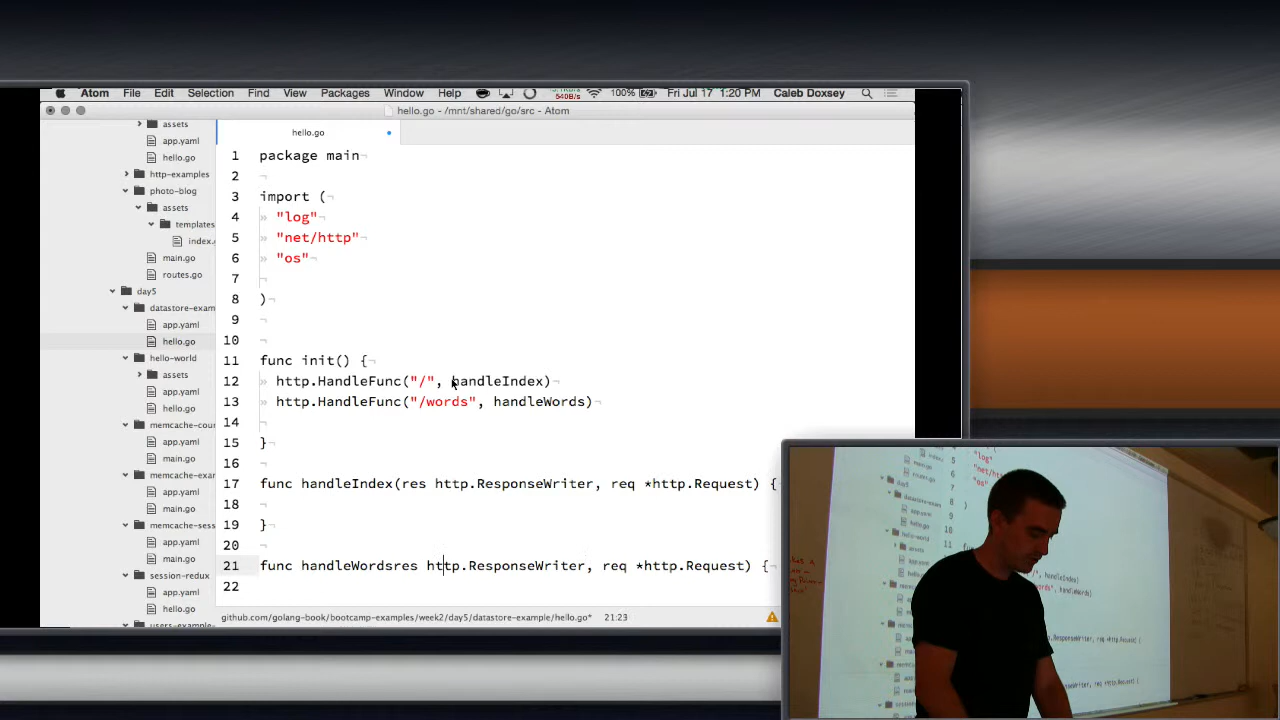 Atom File Edit Selection Find View Packages Window Help 540B/s 100% Fri Jul 17 1:20 PM Caleb Doxsey
hello.go - /mnt/shared/go/src - Atom
assets
app.yaml
hello.go
http-examples
photo-blog
assets
templates
index.
main.go
routes.go
day5
datastore-exam
app.yaml
hello.go
hello-world
assets
app.yaml
hello.go
memcache-cou
app.yaml
main.go
memcache-exa
app.yaml
main.go
memcache-sess
app.yaml
main.go
session-redux
app.yaml
hello.go
users-example
hello.go
1 package main
2
3 import (
4 "log"
5 "net/http"
6 "os"
7
8 )
9
10
11 func init() {
12 http.HandleFunc("/", handleIndex)
13 http.HandleFunc("/words", handleWords)
14
15 }
16
17 func handleIndex(res http.ResponseWriter, req *http.Request) {
18
19 }
20
21 func handleWordsres http.ResponseWriter, req *http.Request) {
22
github.com/golang-book/bootcamp-examples/week2/day5/datastore-example/hello.go* 21:23